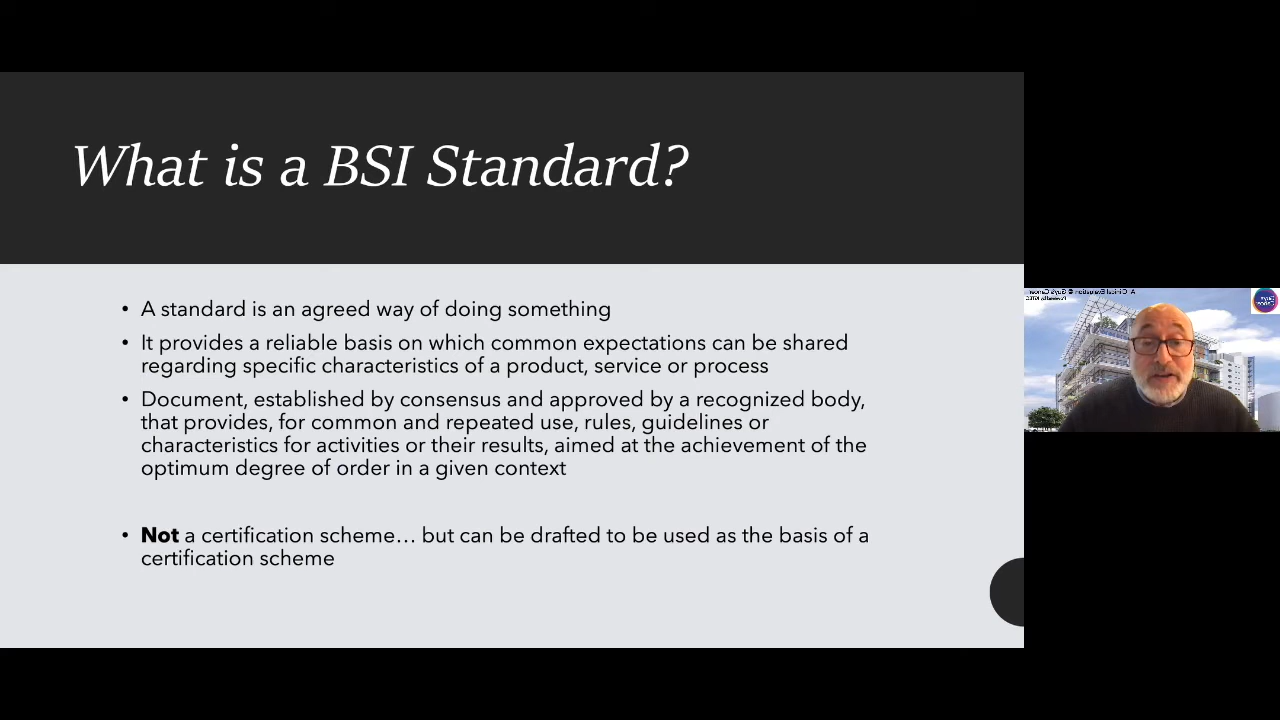 What is a BSI Standard?
• A standard is an agreed way of doing something
• It provides a reliable basis on which common expectations can be shared
regarding specific characteristics of a product, service or process
• Document, established by consensus and approved by a recognized body,
that provides, for common and repeated use, rules, guidelines or
characteristics for activities or their results, aimed at the achievement of the
optimum degree of order in a given context
• Not a certification scheme… but can be drafted to be used as the basis of a
certification scheme